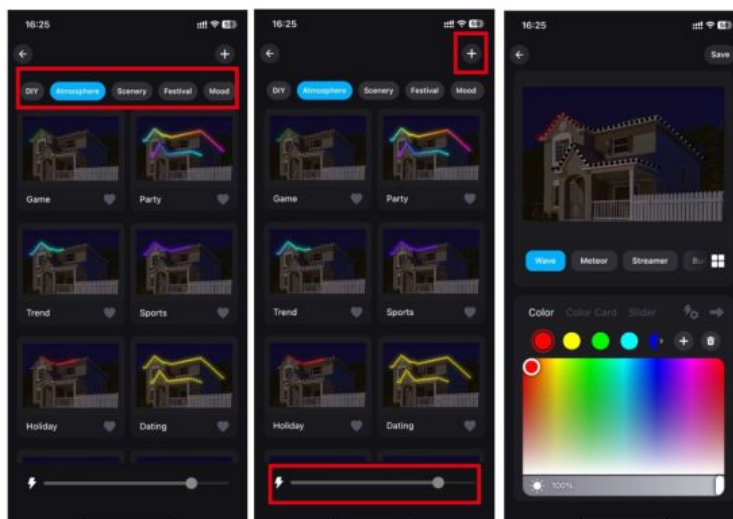 16:25
DIY Atmosphere Scenery Festival Mood
Game Party
Trend Sports
Holiday Dating
16:25
DIY Atmosphere Scenery Festival Mood
Game Party
Trend Sports
Holiday Dating
16:25
Save
Wave Meteor Streamer
Color Color Card Slider
100%